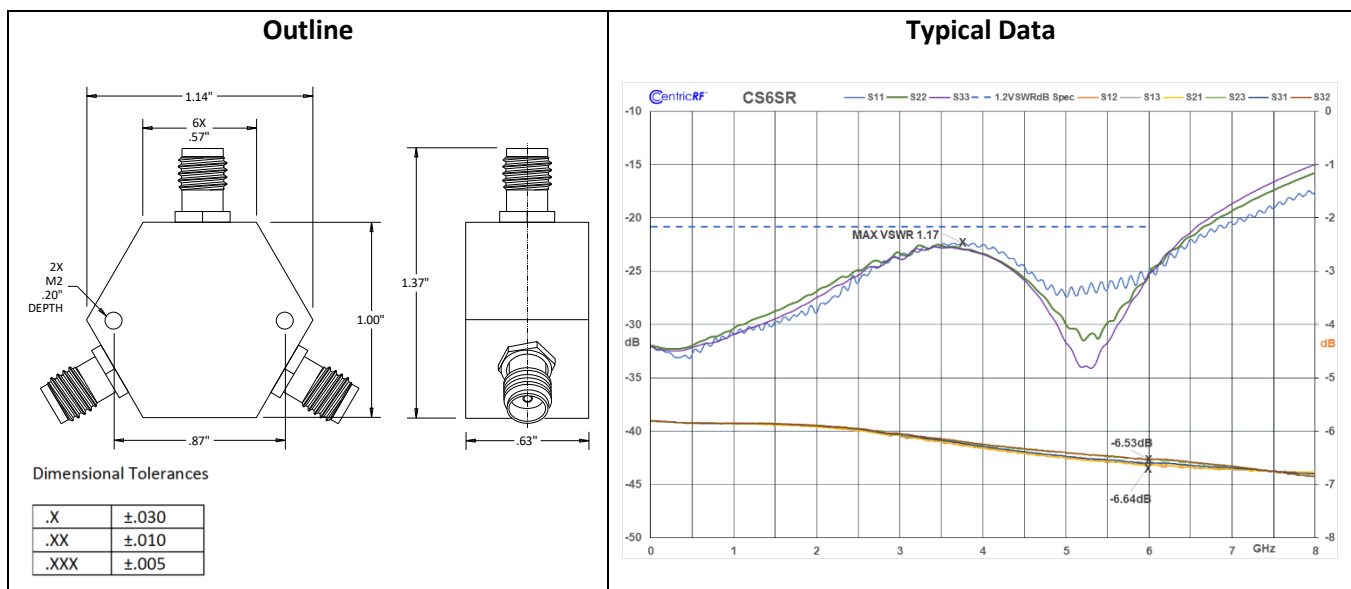 Outline
1.14"
6X
.57"
2X
M2
.20"
DEPTH
1.00"
.87"
1.37"
.63"
Dimensional Tolerances
.X ±.030
.XX ±.010
.XXX ±.005
Typical Data
CentricRF™ CS6SR S11 S22 S33 1.2VSWRdB Spec S12 S13 S21 S23 S31 S32
-10 0
-15 -1
-20 -2
MAX VSWR 1.17
-25 -3
-30 -4
dB dB
-35 -5
-40 -6
-6.53dB
-45 -7
-6.64dB
-50 -8
0 1 2 3 4 5 6 7 GHz 8